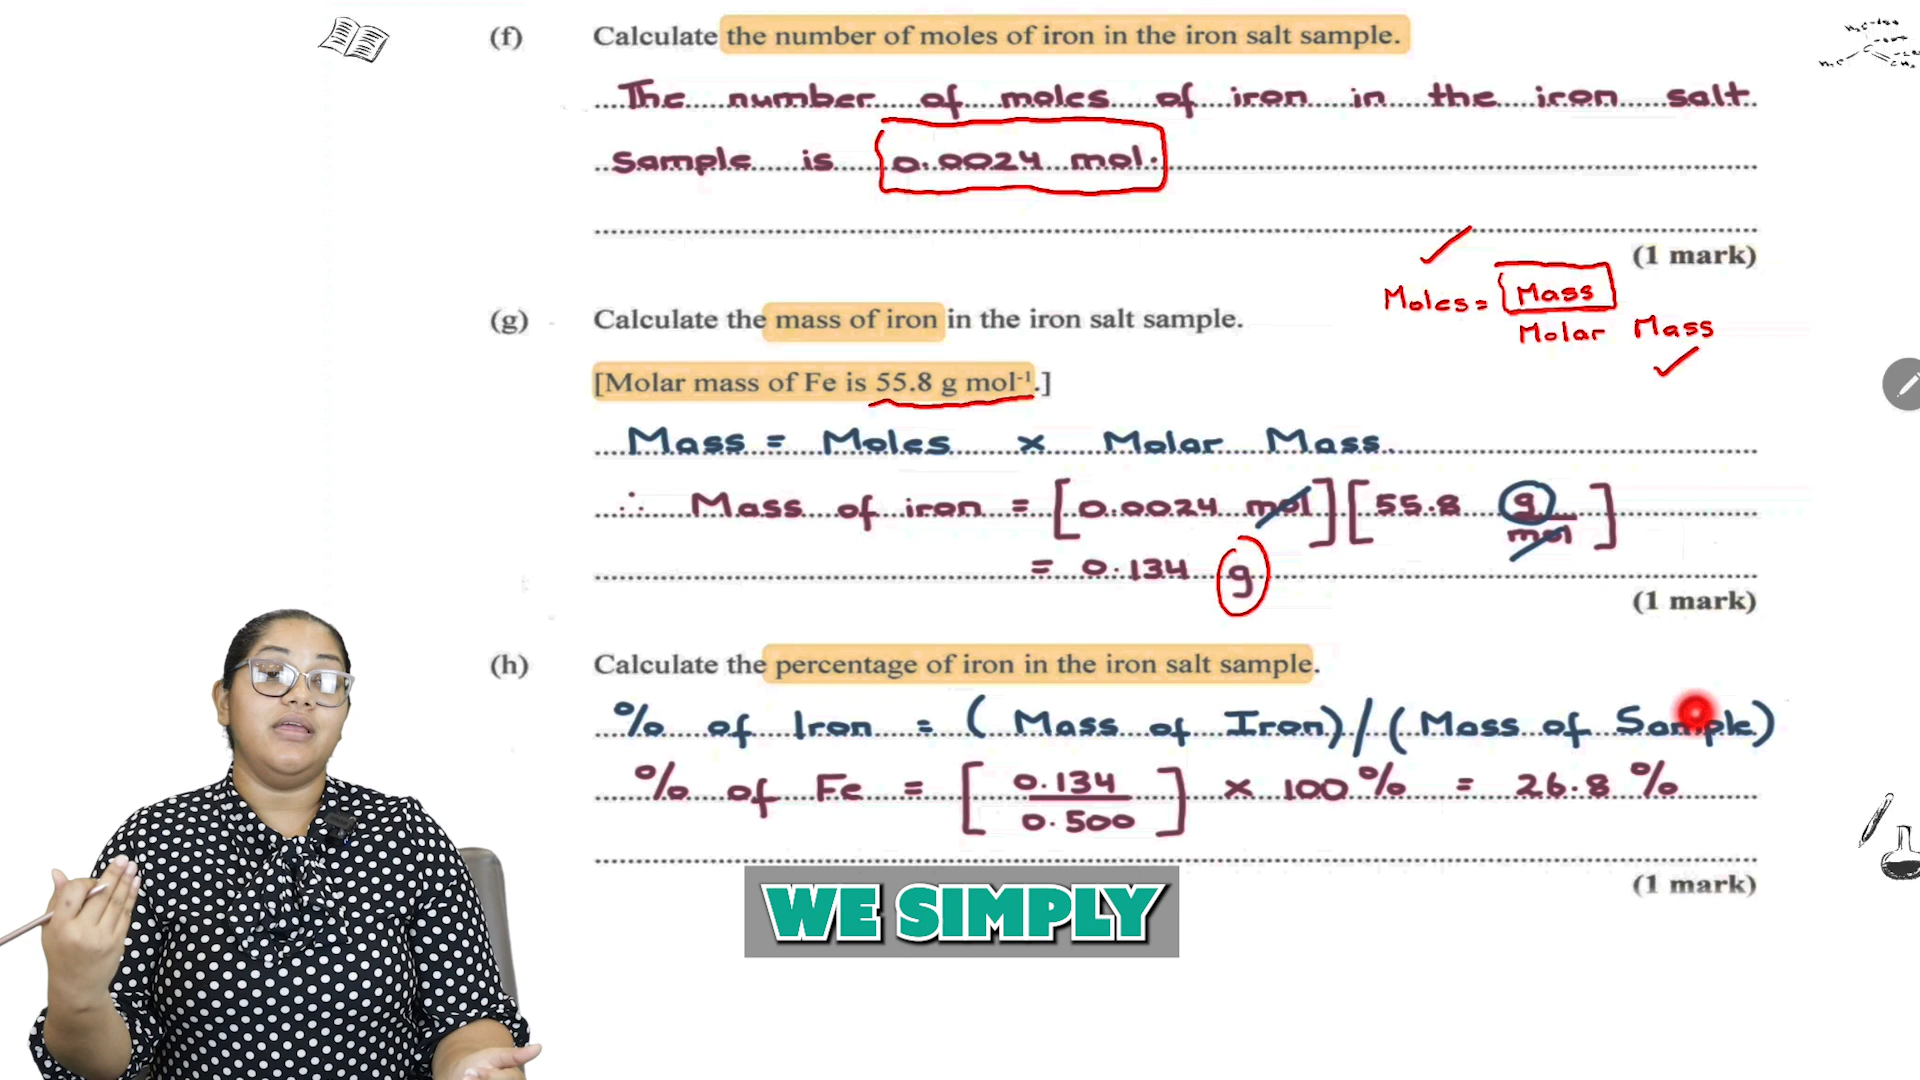 (f) Calculate the number of moles of iron in the iron salt sample.
The number of moles of iron in the iron salt
sample is 0.0024 mol.
(1 mark)
Moles = Mass
Molar Mass
(g) Calculate the mass of iron in the iron salt sample.
[Molar mass of Fe is 55.8 g mol⁻¹.]
Mass = Moles × Molar Mass.
∴ Mass of iron = [0.0024 mol] [55.8 g
mol]
= 0.134 g
(1 mark)
(h) Calculate the percentage of iron in the iron salt sample.
% of Iron = (Mass of Iron) / (Mass of Sample)
% of Fe = [0.134
0.500] × 100 % = 26.8 %
(1 mark)
WE SIMPLY